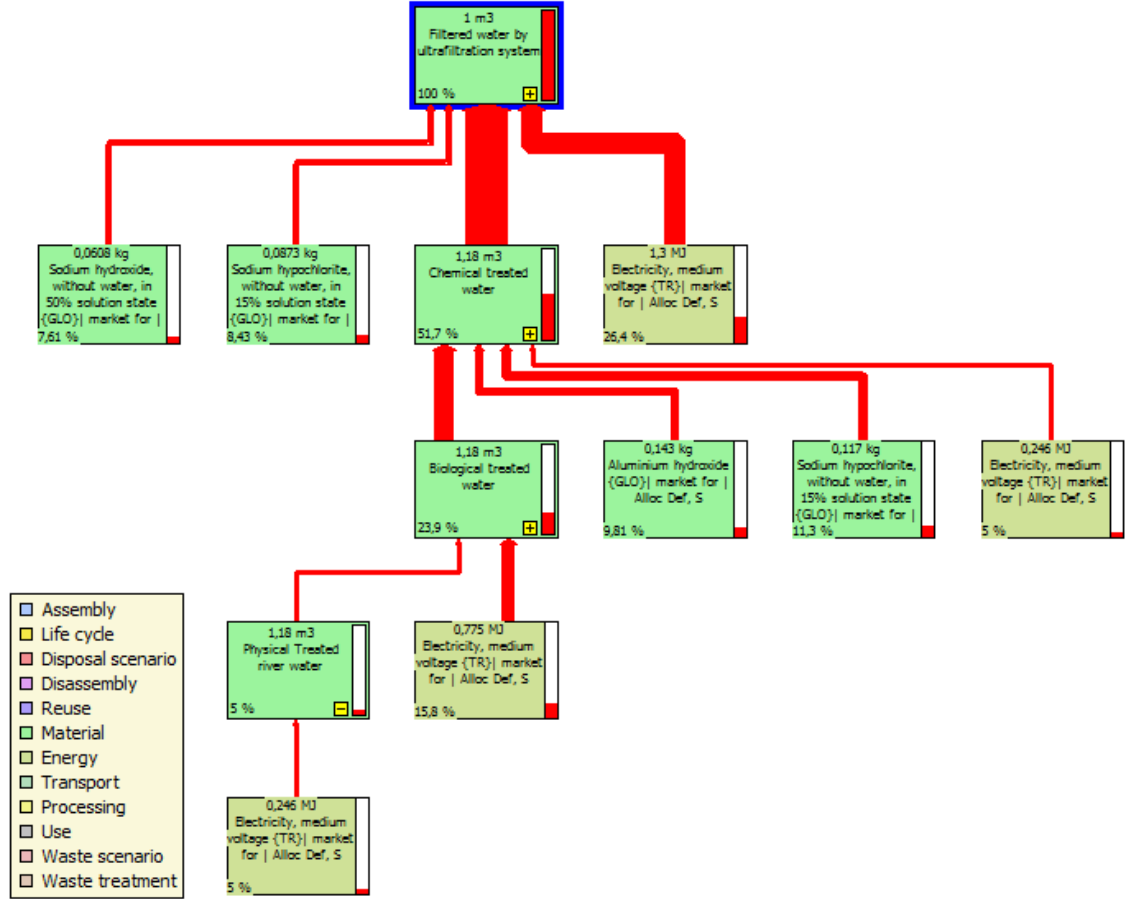 1 m3
Filtered water by
ultrafiltration system
100 %
0,0608 kg
Sodium hydroxide,
without water, in
50% solution state
{GLO}| market for |
7,61 %
0,0873 kg
Sodium hypochlorite,
without water, in
15% solution state
{GLO}| market for |
8,43 %
1,18 m3
Chemical treated
water
51,7 %
1,3 MJ
Electricity, medium
voltage {TR}| market
for | Alloc Def, S
26,4 %
1,18 m3
Biological treated
water
23,9 %
0,143 kg
Aluminium hydroxide
{GLO}| market for |
Alloc Def, S
9,81 %
0,117 kg
Sodium hypochlorite,
without water, in
15% solution state
{GLO}| market for |
11,3 %
0,246 MJ
Electricity, medium
voltage {TR}| market
for | Alloc Def, S
5 %
1,18 m3
Physical Treated
river water
5 %
0,775 MJ
Electricity, medium
voltage {TR}| market
for | Alloc Def, S
15,8 %
0,246 MJ
Electricity, medium
voltage {TR}| market
for | Alloc Def, S
5 %
Assembly
Life cycle
Disposal scenario
Disassembly
Reuse
Material
Energy
Transport
Processing
Use
Waste scenario
Waste treatment